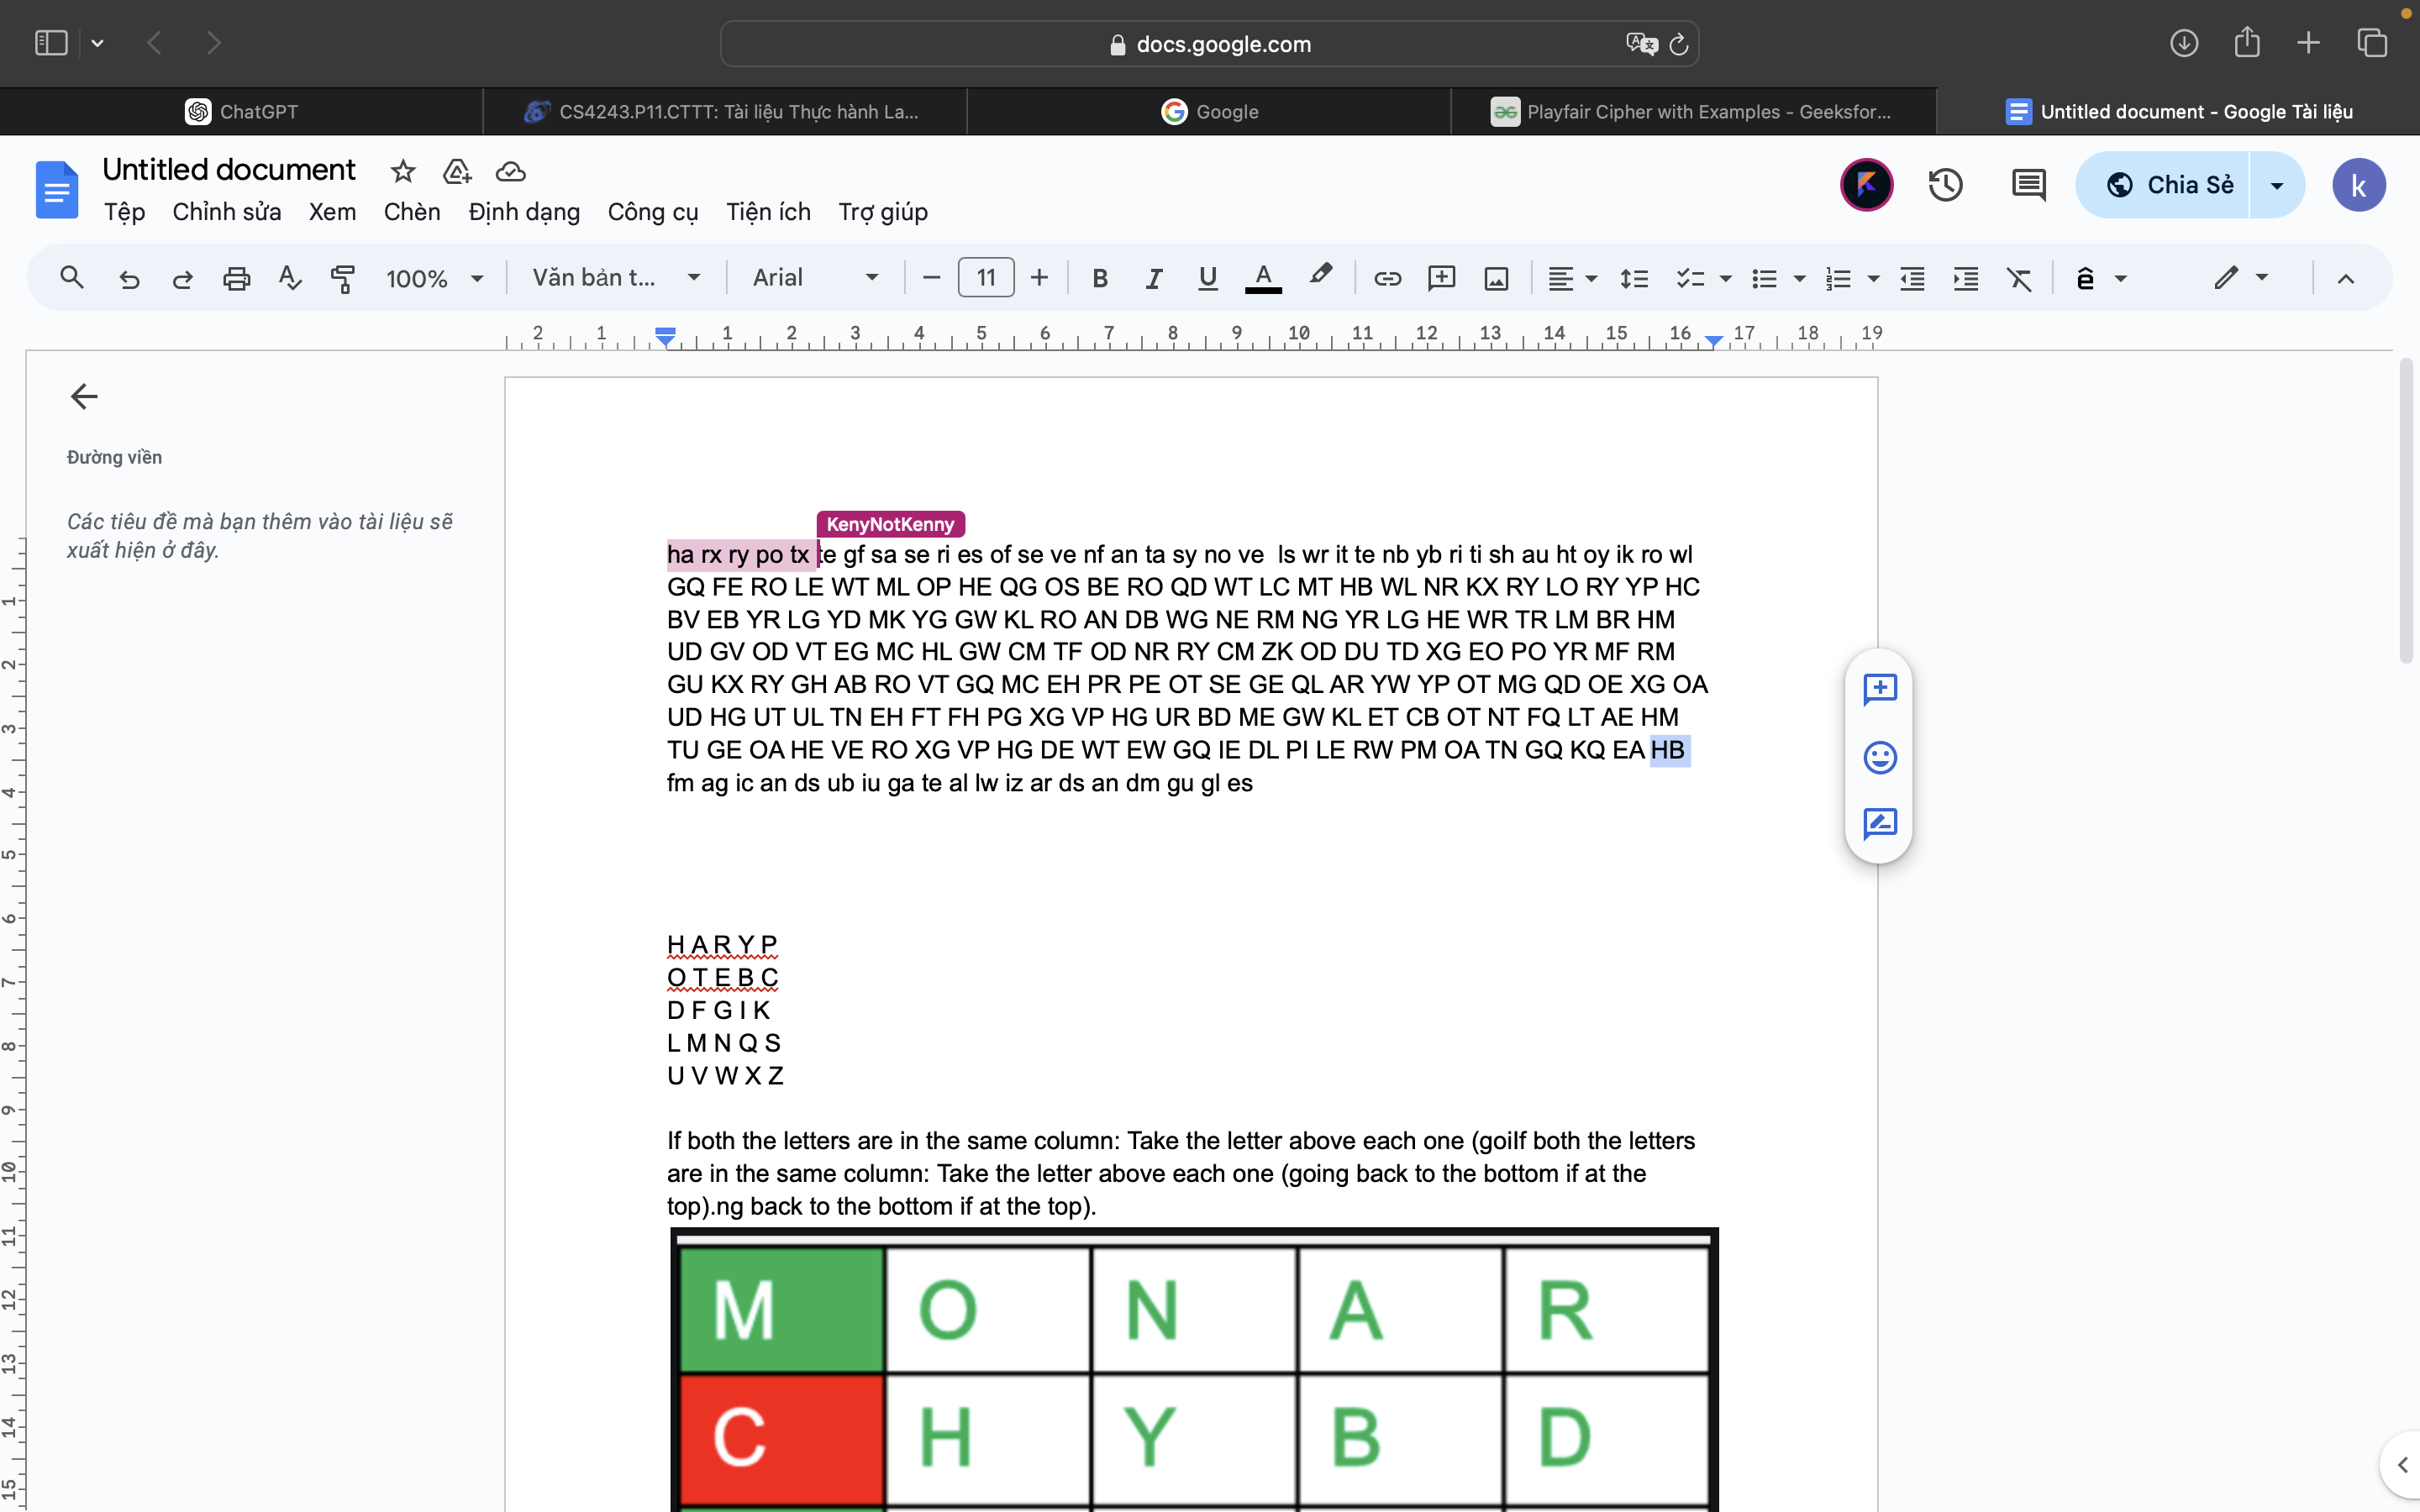 docs.google.com
ChatGPT
CS4243.P11.CTTT: Tài liệu Thực hành La...
Google
Playfair Cipher with Examples - Geeksfor...
Untitled document - Google Tài liệu
Untitled document
Tệp Chỉnh sửa Xem Chèn Định dạng Công cụ Tiện ích Trợ giúp
Chia Sẻ
k
100% Văn bản t... Arial 11 B I U A ê
2 1 1 2 3 4 5 6 7 8 9 10 11 12 13 14 15 16 17 18 19
Đường viền
Các tiêu đề mà bạn thêm vào tài liệu sẽ
xuất hiện ở đây.
1
2
3
4
5
6
7
8
9
10
11
12
13
14
15
KenyNotKenny
ha rx ry po tx te gf sa se ri es of se ve nf an ta sy no ve  Is wr it te nb yb ri ti sh au ht oy ik ro wl
GQ FE RO LE WT ML OP HE QG OS BE RO QD WT LC MT HB WL NR KX RY LO RY YP HC
BV EB YR LG YD MK YG GW KL RO AN DB WG NE RM NG YR LG HE WR TR LM BR HM
UD GV OD VT EG MC HL GW CM TF OD NR RY CM ZK OD DU TD XG EO PO YR MF RM
GU KX RY GH AB RO VT GQ MC EH PR PE OT SE GE QL AR YW YP OT MG QD OE XG OA
UD HG UT UL TN EH FT FH PG XG VP HG UR BD ME GW KL ET CB OT NT FQ LT AE HM
TU GE OA HE VE RO XG VP HG DE WT EW GQ IE DL PI LE RW PM OA TN GQ KQ EA HB
fm ag ic an ds ub iu ga te al lw iz ar ds an dm gu gl es
H A R Y P
O T E B C
D F G I K
L M N Q S
U V W X Z
If both the letters are in the same column: Take the letter above each one (goiIf both the letters
are in the same column: Take the letter above each one (going back to the bottom if at the
top).ng back to the bottom if at the top).
M O N A R
C H Y B D